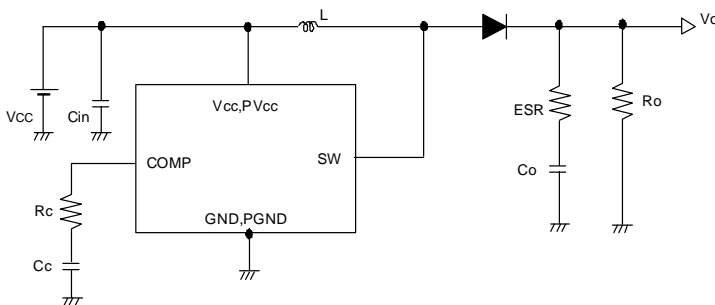 L
Vo
Vcc
Cin
Vcc,PVcc
ESR
Ro
COMP
SW
Co
Rc
GND,PGND
Cc